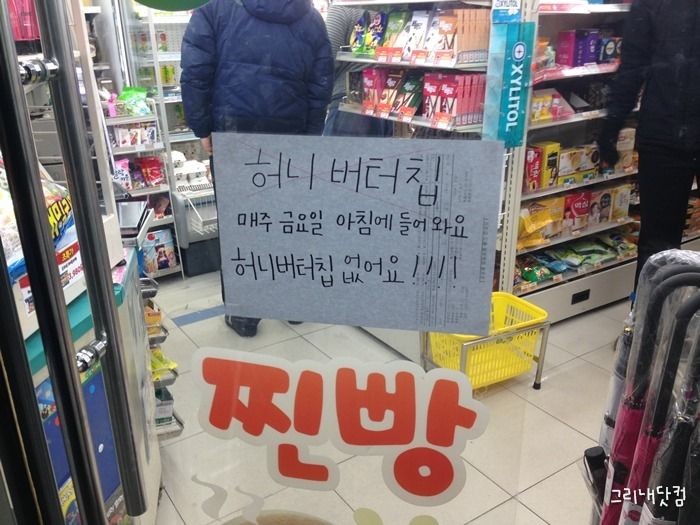 XYLITOL
XYLITOL
허니 버터칩
매주 금요일 아침에 들어와요
허니버터칩 없어요!!!!
찐빵
그리내닷컴